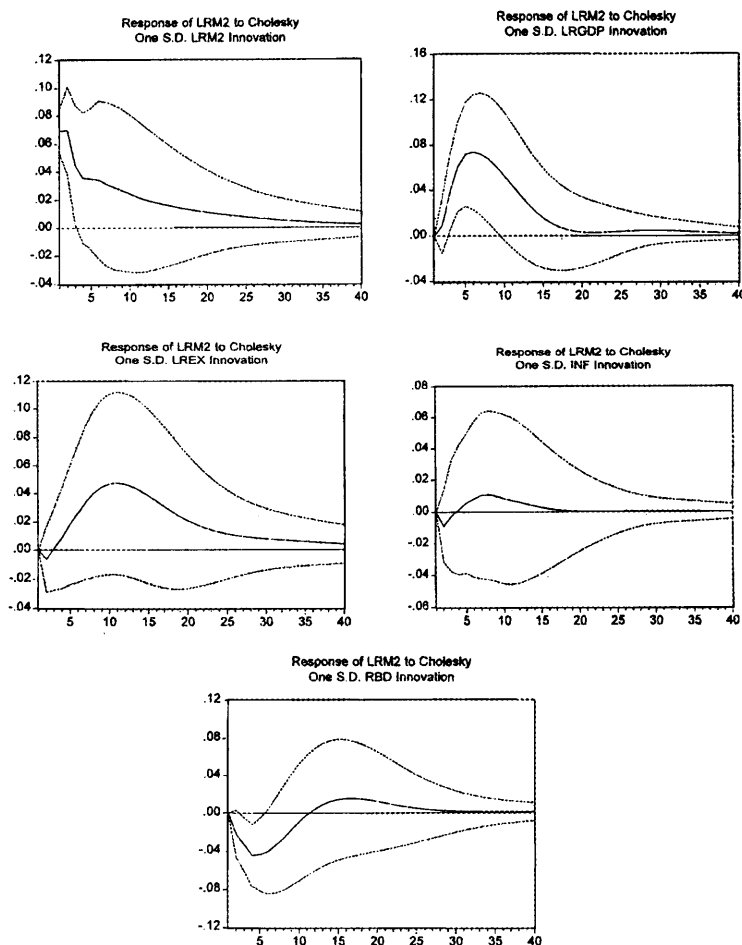 Response of LRM2 to Cholesky
One S.D. LRM2 Innovation
.12
.10
.08
.06
.04
.02
.00
-.02
-.04
5 10 15 20 25 30 35 40
Response of LRM2 to Cholesky
One S.D. LRGDP Innovation
.16
.12
.08
.04
.00
-.04
5 10 15 20 25 30 35 40
Response of LRM2 to Cholesky
One S.D. LREX Innovation
.12
.10
.08
.06
.04
.02
.00
-.02
-.04
5 10 15 20 25 30 35 40
Response of LRM2 to Cholesky
One S.D. INF Innovation
.08
.06
.04
.02
.00
-.02
-.04
-.06
5 10 15 20 25 30 35 40
Response of LRM2 to Cholesky
One S.D. RBD Innovation
.12
.08
.04
.00
-.04
-.08
-.12
5 10 15 20 25 30 35 40